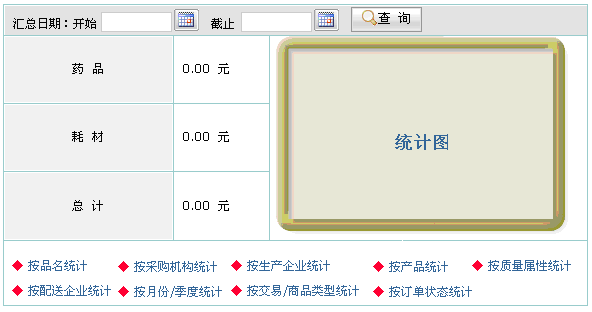 汇总日期：开始 截止 查 询
药 品 0.00 元
统计图
耗 材 0.00 元
总 计 0.00 元
按品名统计 按采购机构统计 按生产企业统计 按产品统计 按质量属性统计
按配送企业统计 按月份/季度统计 按交易/商品类型统计 按订单状态统计